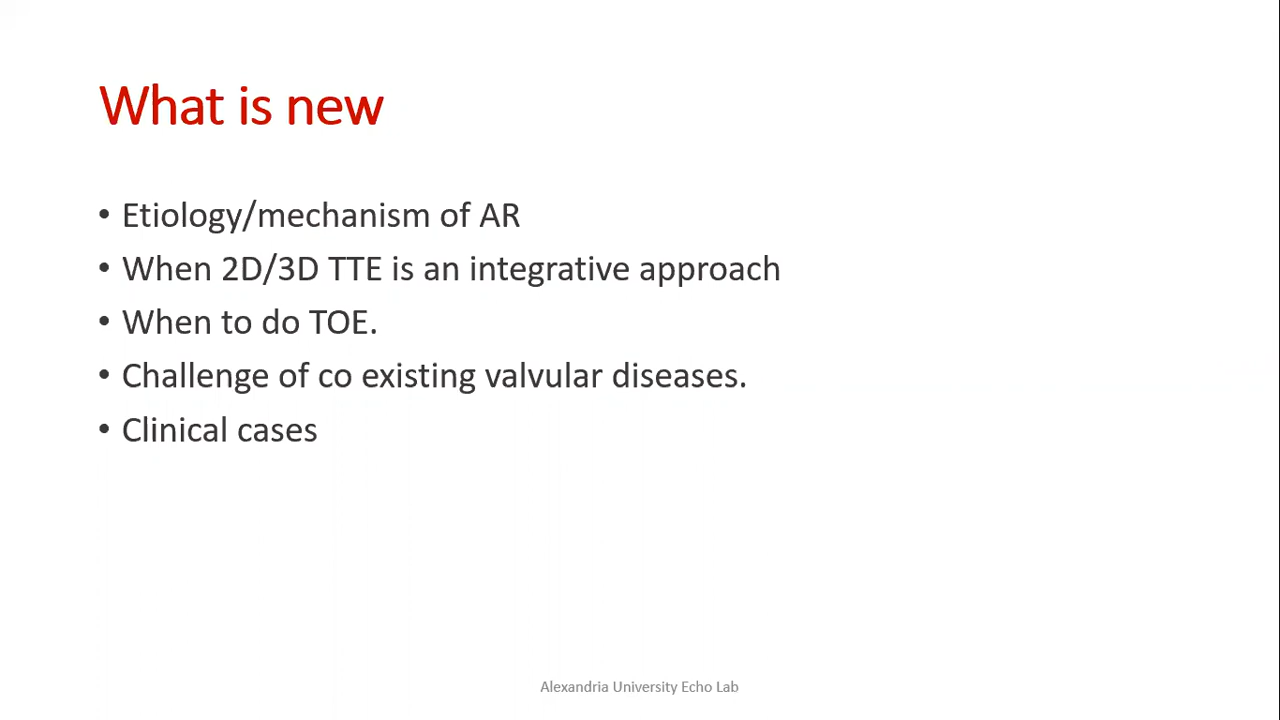 What is new
• Etiology/mechanism of AR
• When 2D/3D TTE is an integrative approach
• When to do TOE.
• Challenge of co existing valvular diseases.
• Clinical cases
Alexandria University Echo Lab